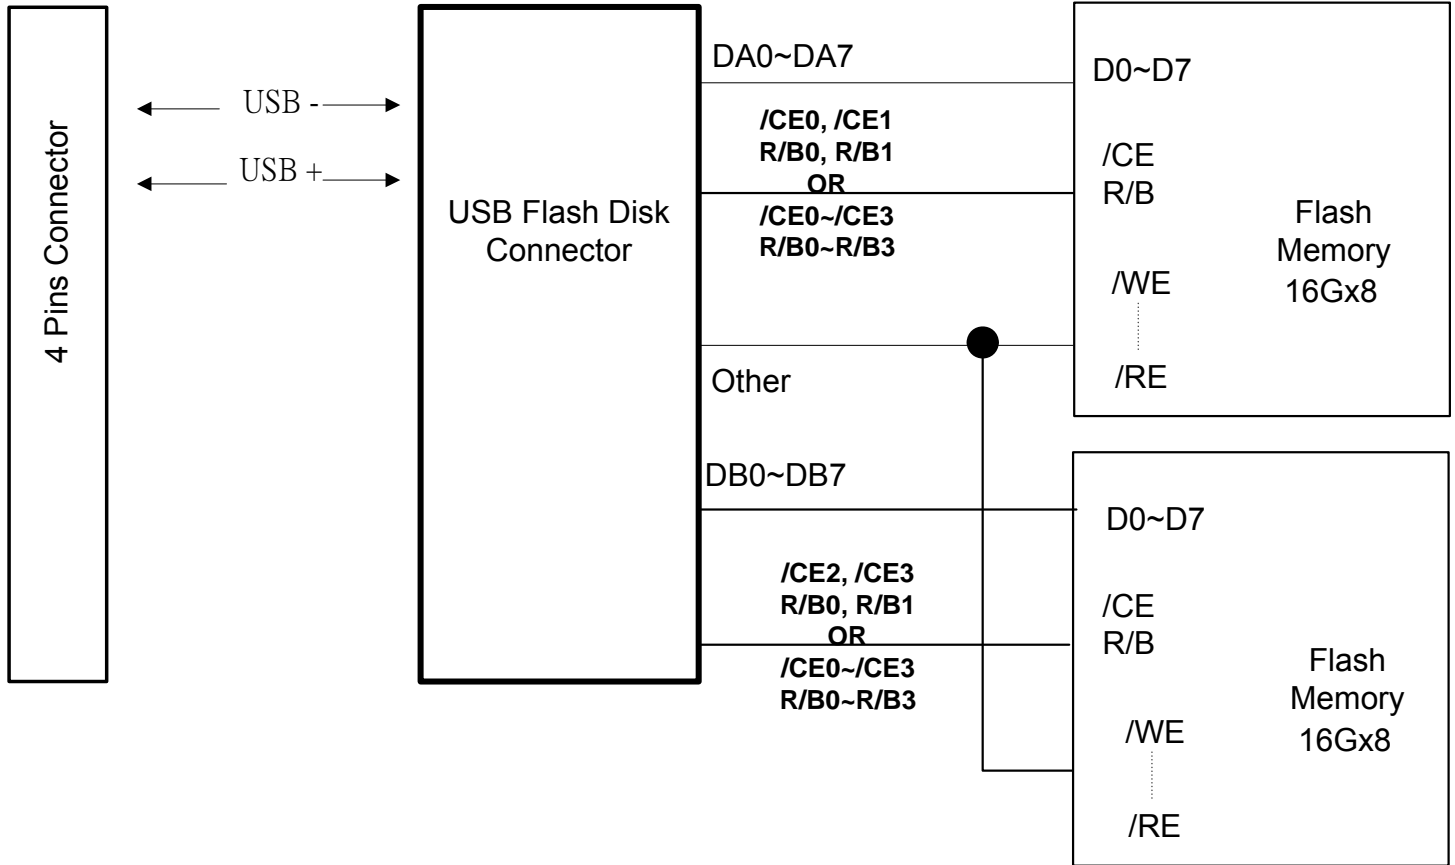 4 Pins Connector
USB -
USB +
USB Flash Disk
Connector
DA0~DA7
/CE0, /CE1
R/B0, R/B1
OR
/CE0~/CE3
R/B0~R/B3
Other
DB0~DB7
/CE2, /CE3
R/B0, R/B1
OR
/CE0~/CE3
R/B0~R/B3
D0~D7
/CE
R/B
/WE
/RE
Flash
Memory
16Gx8
D0~D7
/CE
R/B
/WE
/RE
Flash
Memory
16Gx8